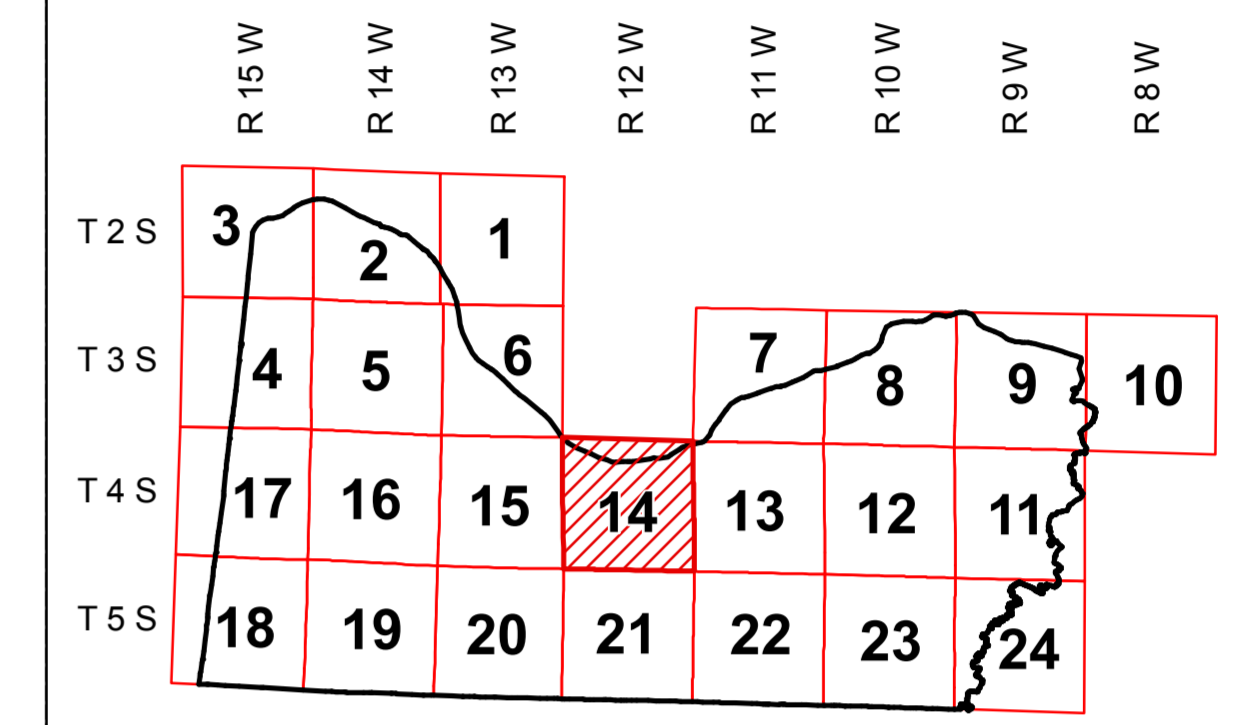 R 15 W R 14 W R 13 W R 12 W R 11 W R 10 W R 9 W R 8 W
T 2 S 3 2 1
T 3 S 4 5 6 7 8 9 10
T 4 S 17 16 15 14 13 12 11
T 5 S 18 19 20 21 22 23 24